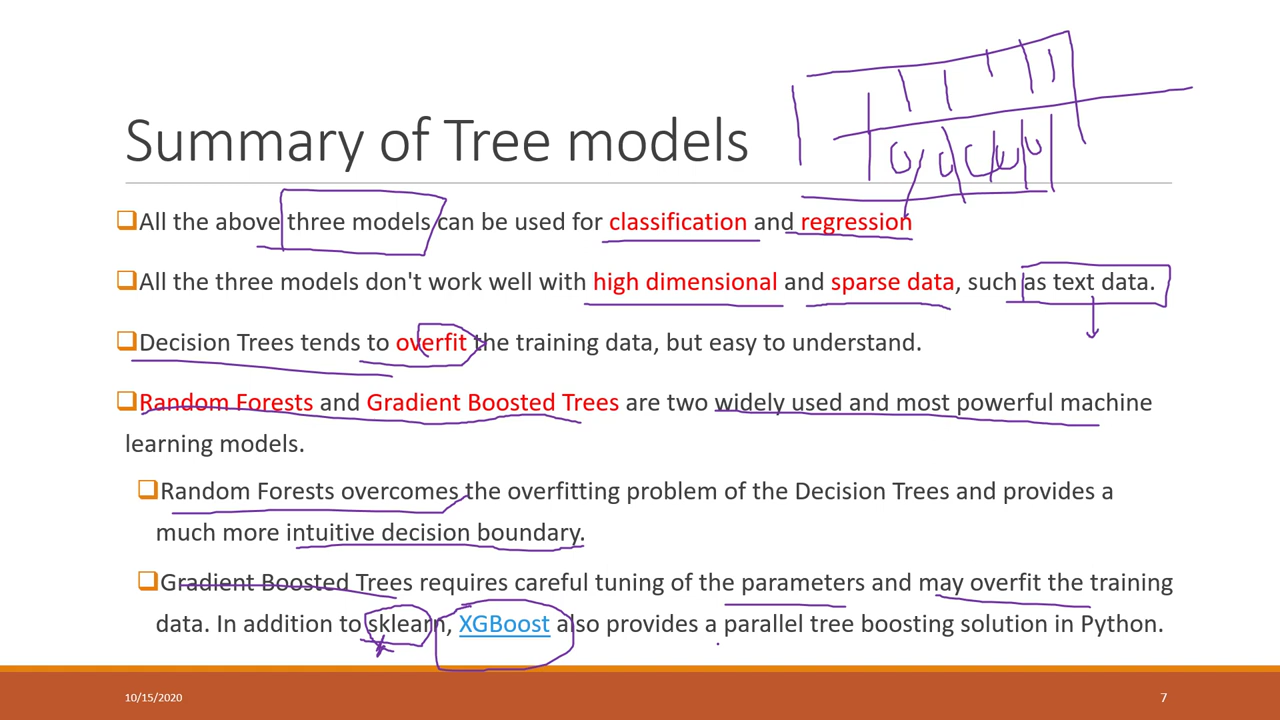 Summary of Tree models
All the above three models can be used for classification and regression
All the three models don't work well with high dimensional and sparse data, such as text data.
Decision Trees tends to overfit the training data, but easy to understand.
Random Forests and Gradient Boosted Trees are two widely used and most powerful machine
learning models.
Random Forests overcomes the overfitting problem of the Decision Trees and provides a
much more intuitive decision boundary.
Gradient Boosted Trees requires careful tuning of the parameters and may overfit the training
data. In addition to sklearn, XGBoost also provides a parallel tree boosting solution in Python.
10/15/2020
7